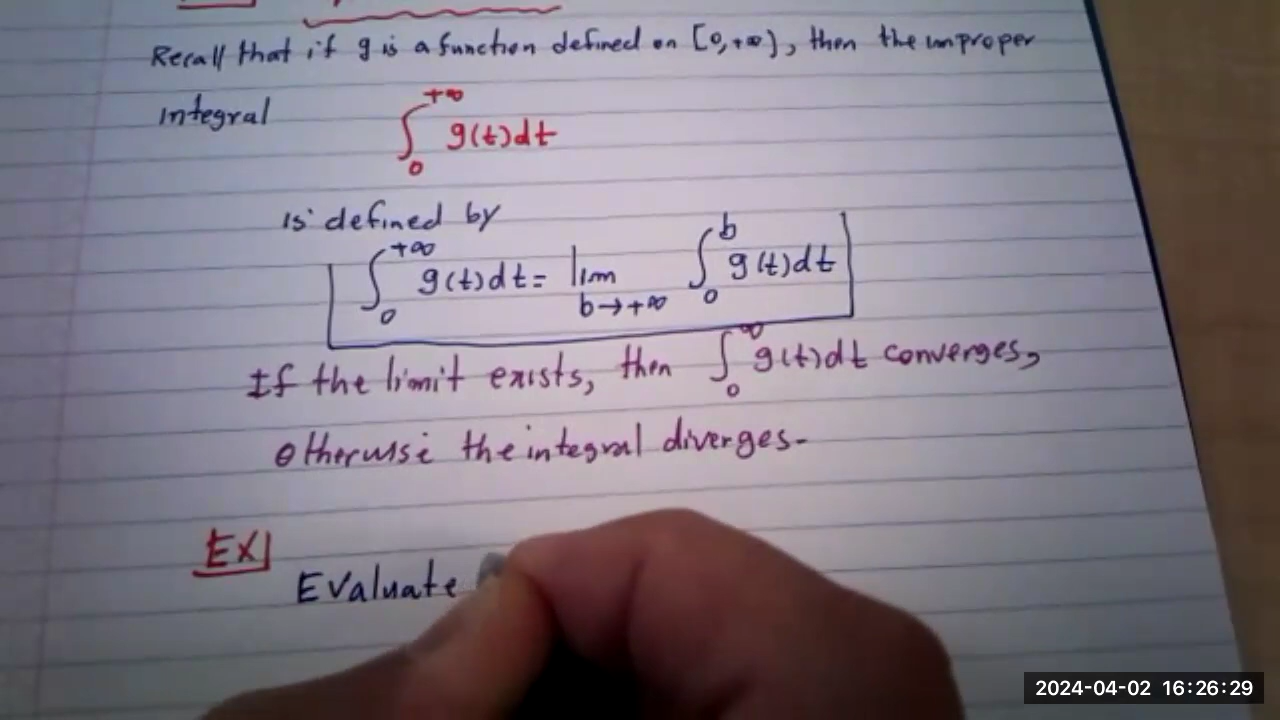 Recall that if g is a function defined on [0,+∞), then the improper
Integral
∫₀^{+∞} g(t)dt
is defined by
∫₀^{+∞} g(t)dt = lim_{b→+∞} ∫₀^{b} g(t)dt
If the limit exists, then ∫₀^{∞} g(t)dt converges,
Otherwise the integral diverges-
EX
Evaluate
2024-04-02 16:26:29